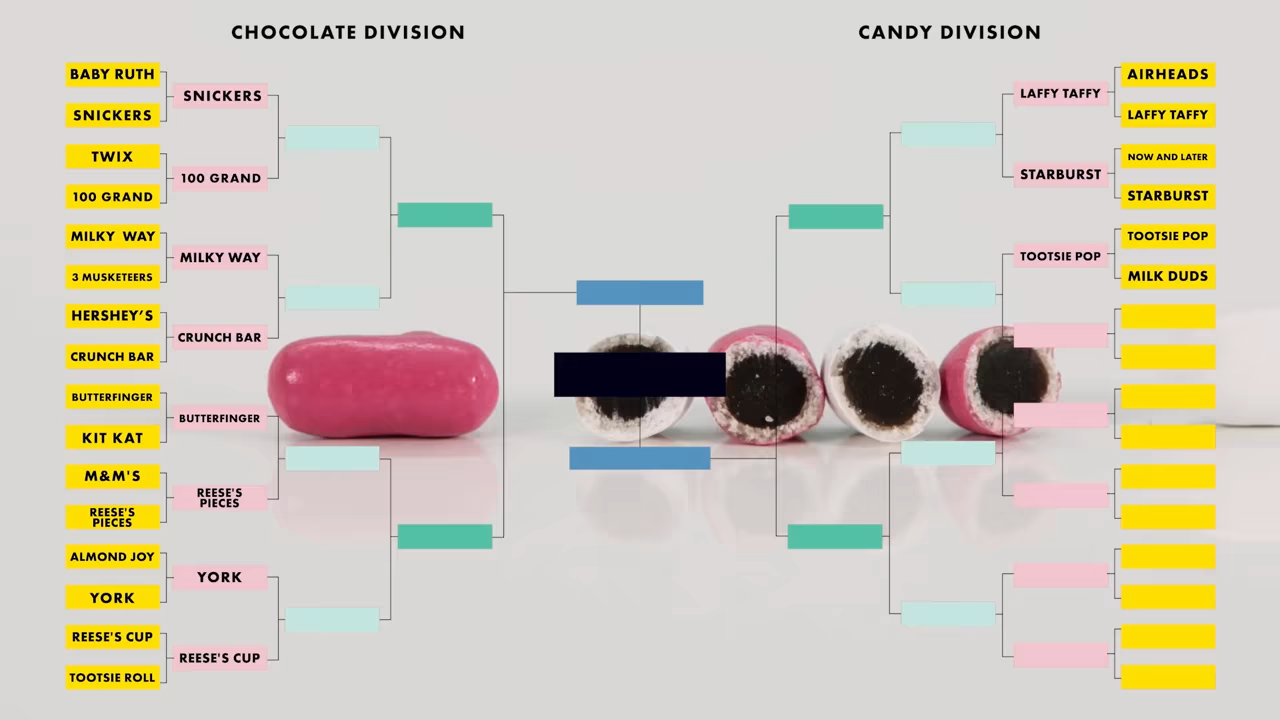 CHOCOLATE DIVISION
CANDY DIVISION
BABY RUTH
SNICKERS
TWIX
100 GRAND
MILKY WAY
3 MUSKETEERS
HERSHEY'S
CRUNCH BAR
BUTTERFINGER
KIT KAT
M&M'S
REESE'S
PIECES
ALMOND JOY
YORK
REESE'S CUP
TOOTSIE ROLL
SNICKERS
100 GRAND
MILKY WAY
CRUNCH BAR
BUTTERFINGER
REESE'S
PIECES
YORK
REESE'S CUP
LAFFY TAFFY
STARBURST
TOOTSIE POP
AIRHEADS
LAFFY TAFFY
NOW AND LATER
STARBURST
TOOTSIE POP
MILK DUDS